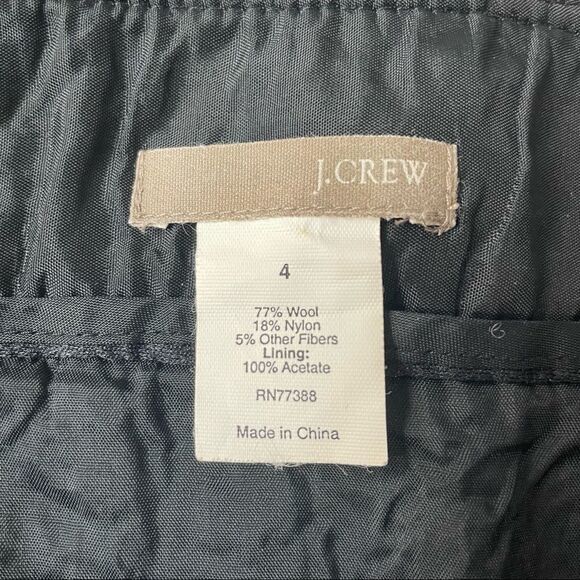 J.CREW
4
77% Wool
18% Nylon
5% Other Fibers
Lining:
100% Acetate
RN77388
Made in China